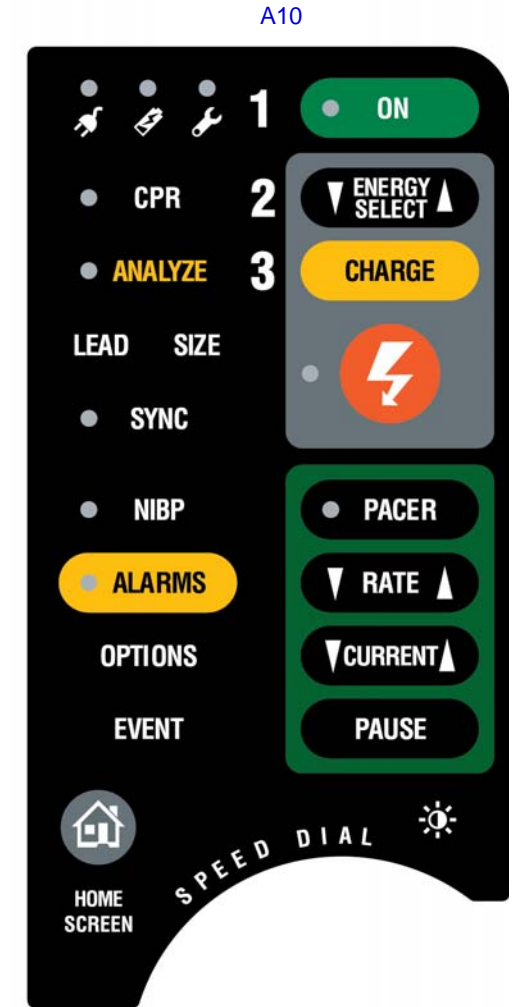 A10
1 ON
CPR 2 ENERGY
SELECT
ANALYZE 3 CHARGE
LEAD SIZE
SYNC
NIBP PACER
ALARMS RATE
OPTIONS CURRENT
EVENT PAUSE
SPEED DIAL
HOME
SCREEN